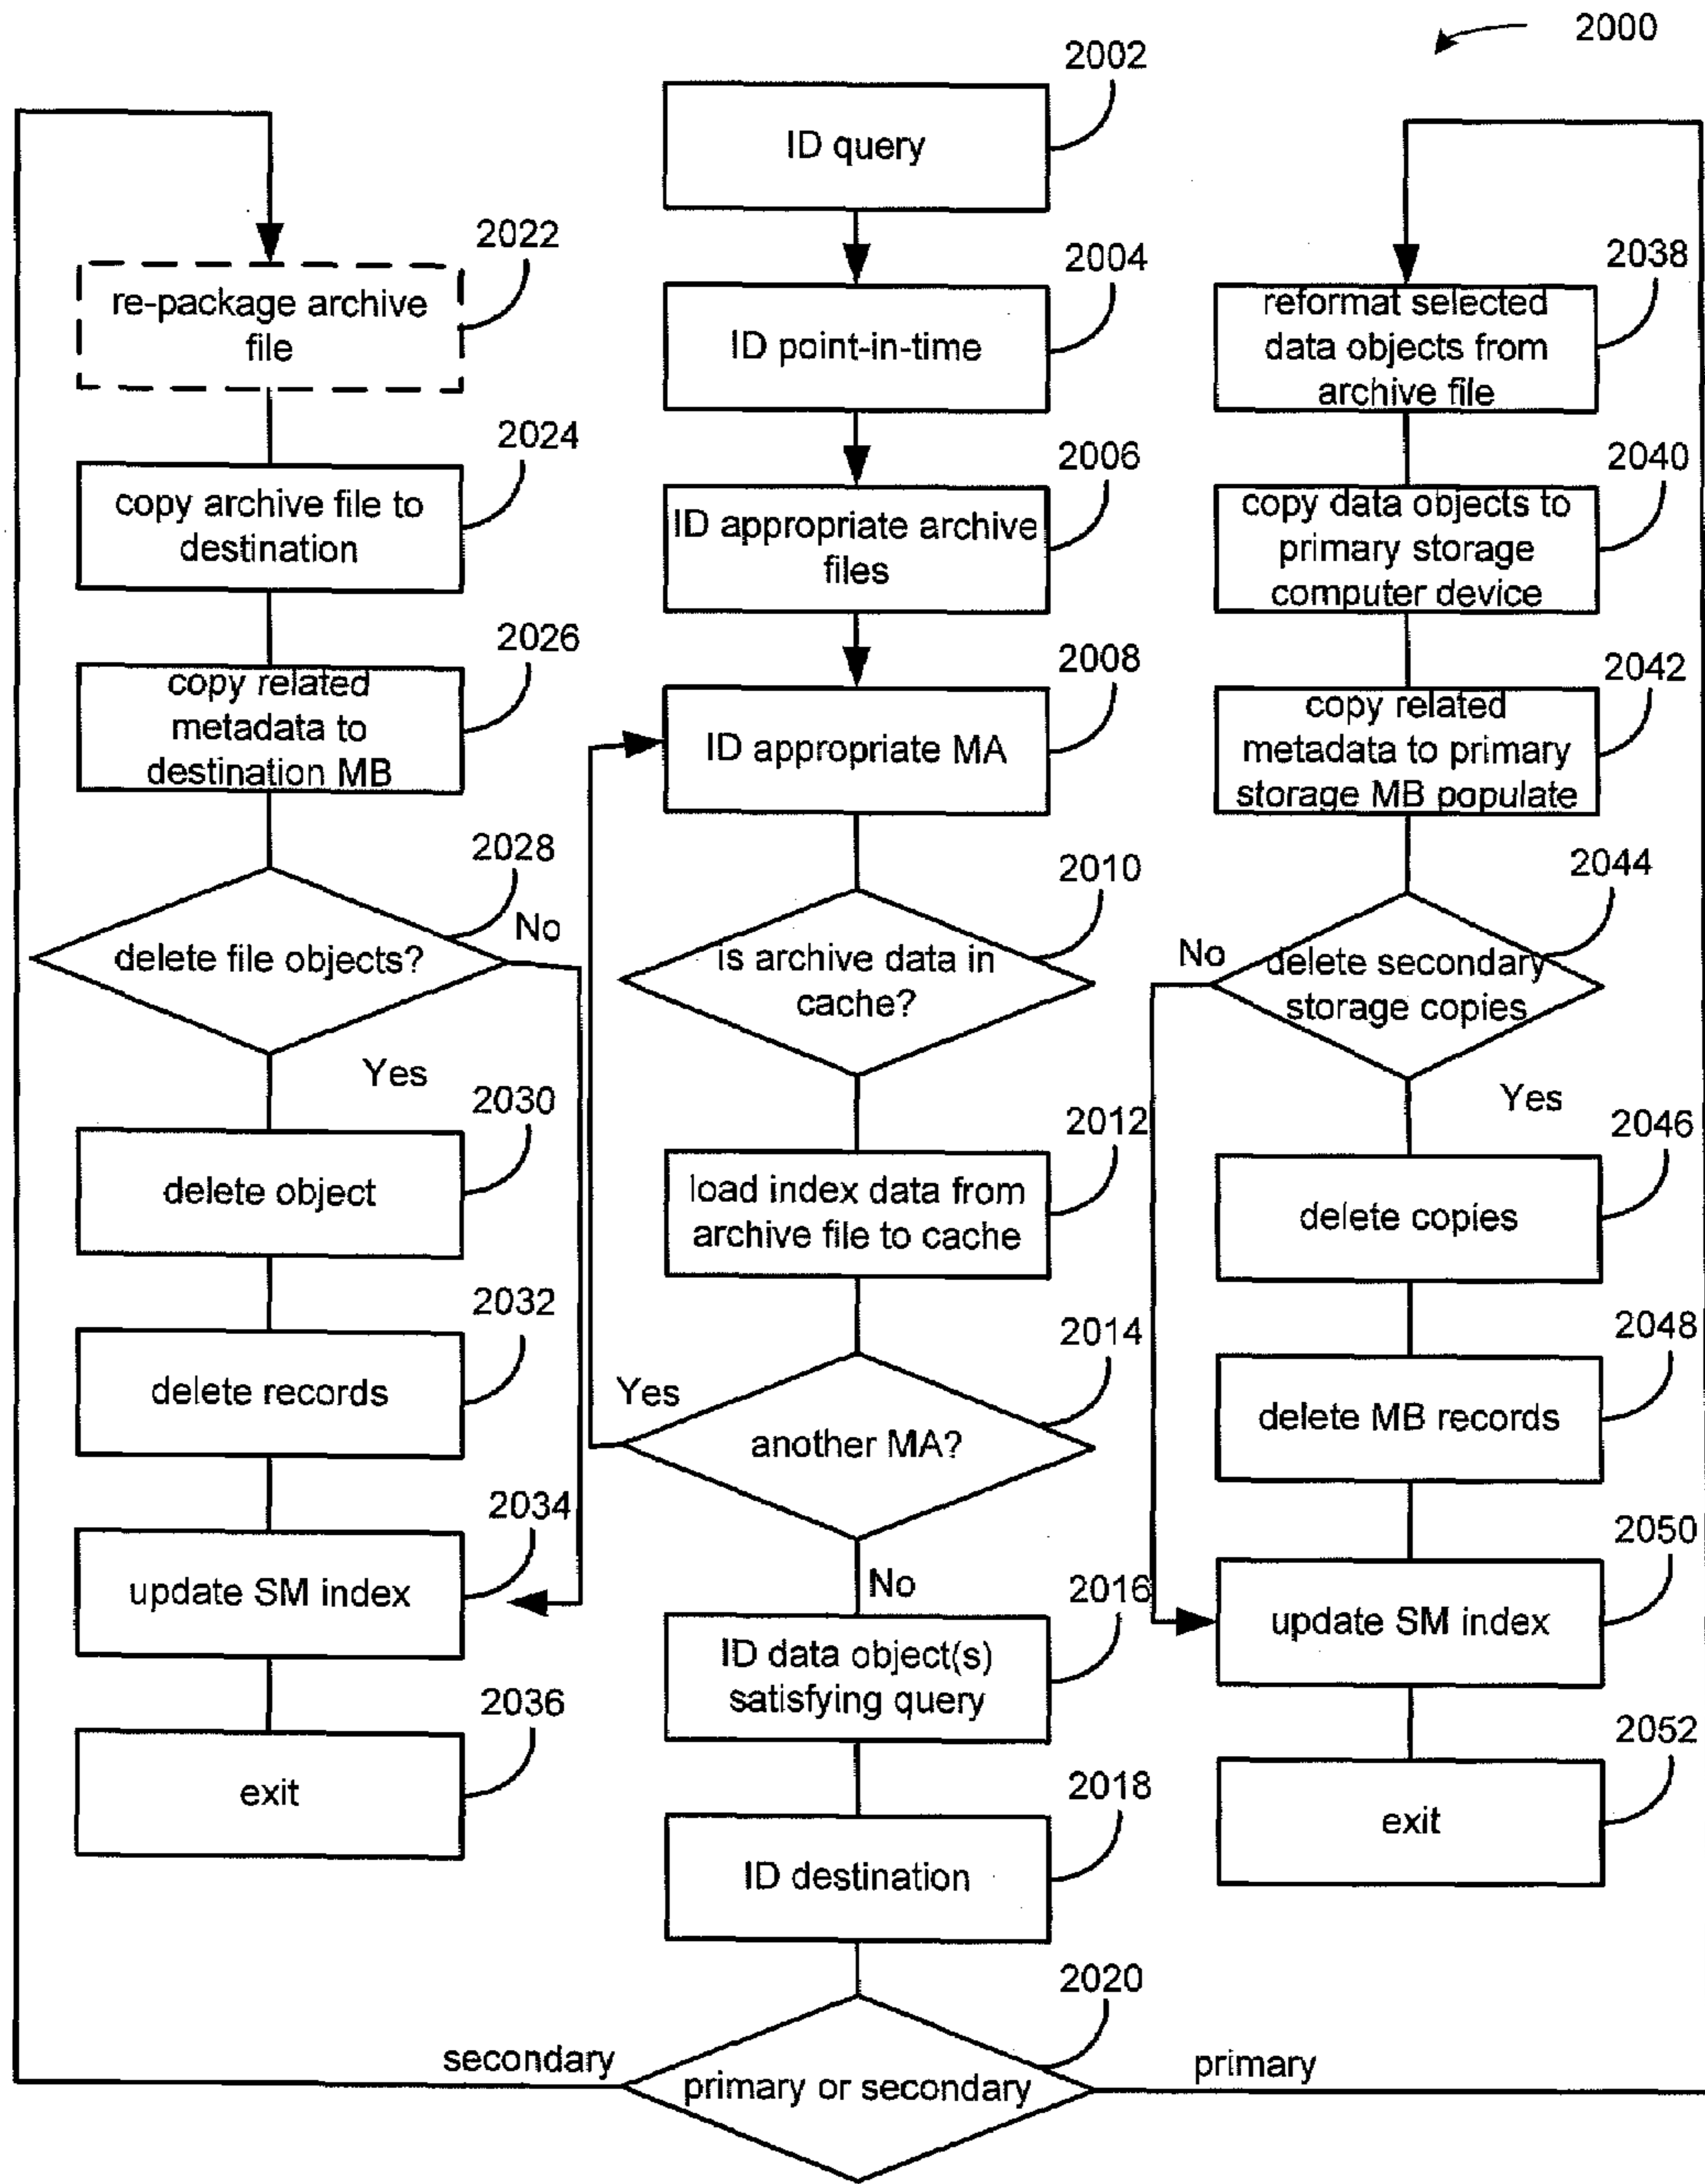 2000
2002
ID query
2004
ID point-in-time
2006
ID appropriate archive
files
2008
ID appropriate MA
2010
is archive data in
cache?
2012
load index data from
archive file to cache
2014
another MA?
Yes
No
2016
ID data object(s)
satisfying query
2018
ID destination
2020
primary or secondary
secondary
primary
2022
re-package archive
file
2024
copy archive file to
destination
2026
copy related
metadata to
destination MB
2028
delete file objects?
No
Yes
2030
delete object
2032
delete records
2034
update SM index
2036
exit
2038
reformat selected
data objects from
archive file
2040
copy data objects to
primary storage
computer device
2042
copy related
metadata to primary
storage MB populate
2044
delete secondary
storage copies
No
Yes
2046
delete copies
2048
delete MB records
2050
update SM index
2052
exit